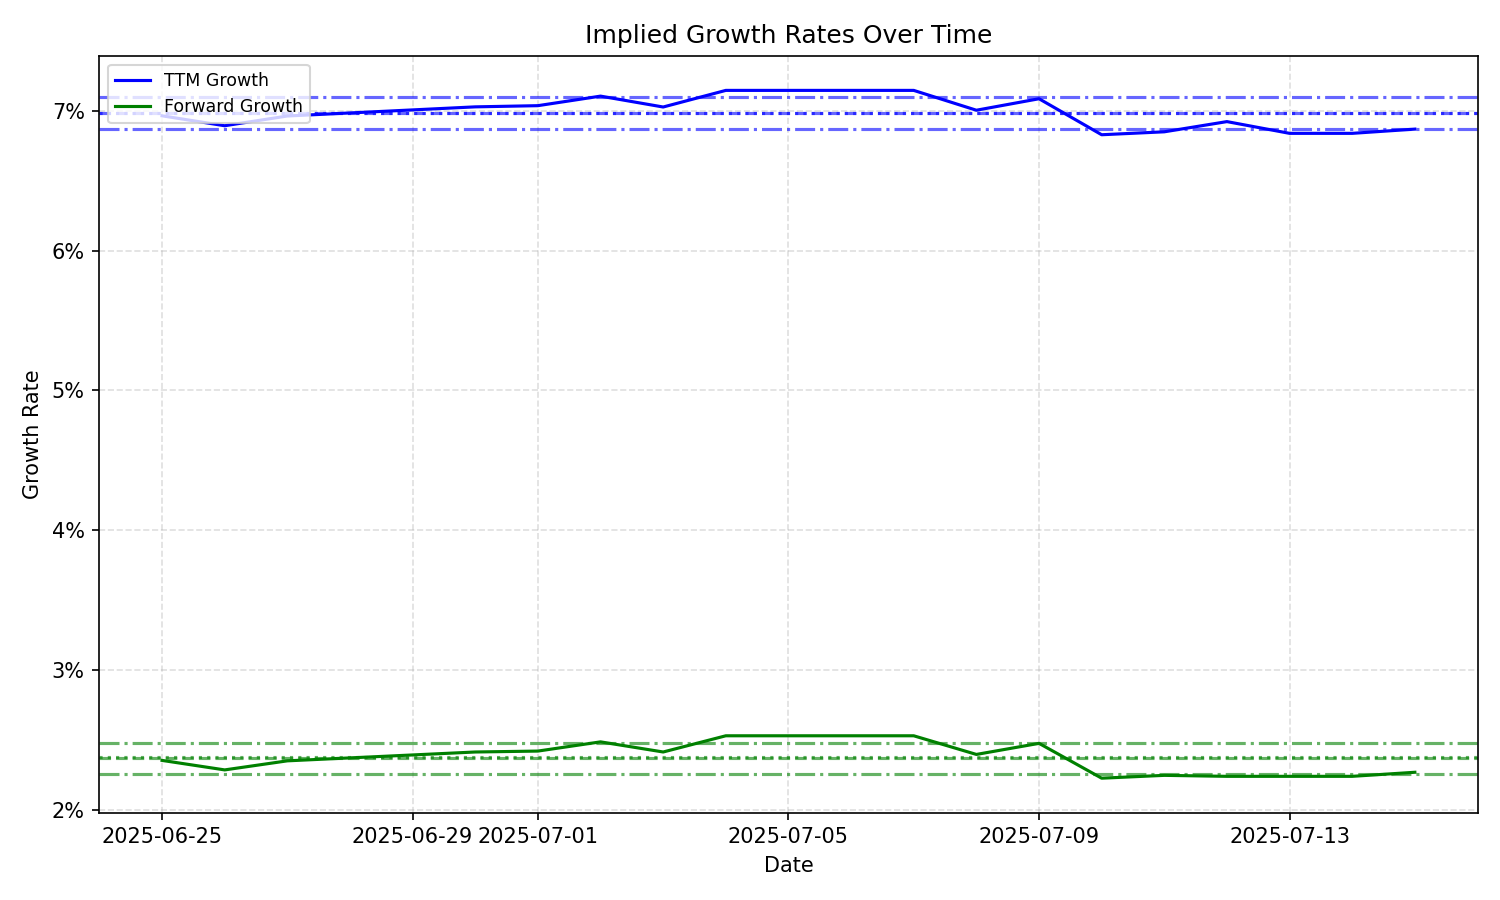 Implied Growth Rates Over Time
TTM Growth
Forward Growth
7%
6%
5%
4%
3%
2%
Growth Rate
2025-06-25
2025-06-29
2025-07-01
2025-07-05
2025-07-09
2025-07-13
Date